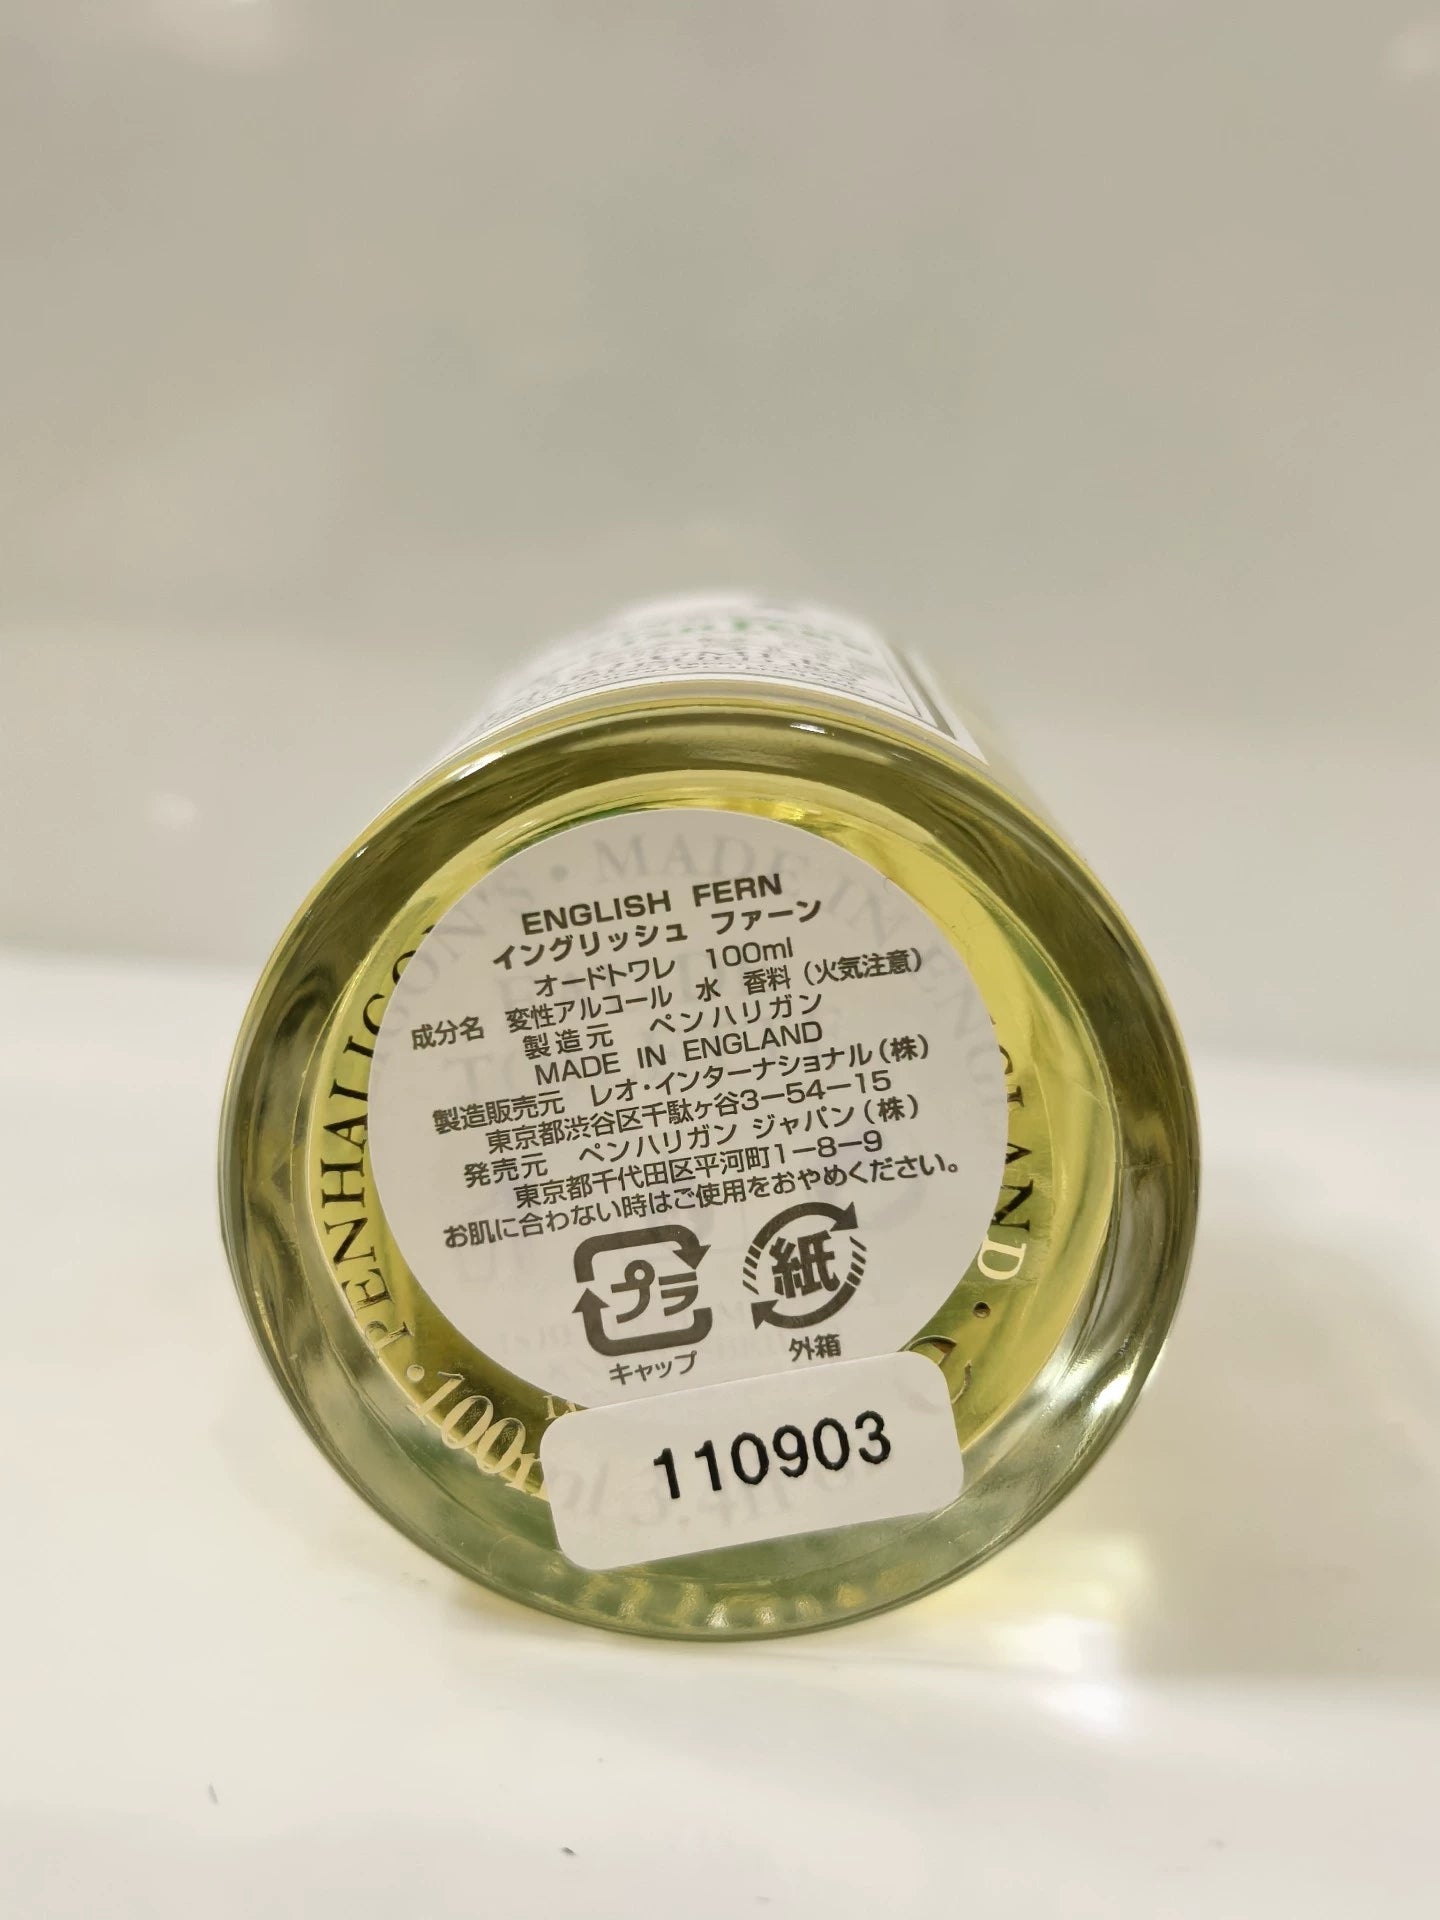 ENGLISH FERN
イングリッシュ ファーン
オードトワレ 100ml
成分名 変性アルコール 水 香料（火気注意）
製造元 ペンハリガン
MADE IN ENGLAND
製造販売元 レオ・インターナショナル（株）
東京都渋谷区千駄ヶ谷3−54−15
発売元 ペンハリガン ジャパン（株）
東京都千代田区平河町1−8−9
お肌に合わない時はご使用をおやめください。
プラ
キャップ
紙
外箱
110903
PENHALIGON'S • MADE IN ENGLAND •
• 100m